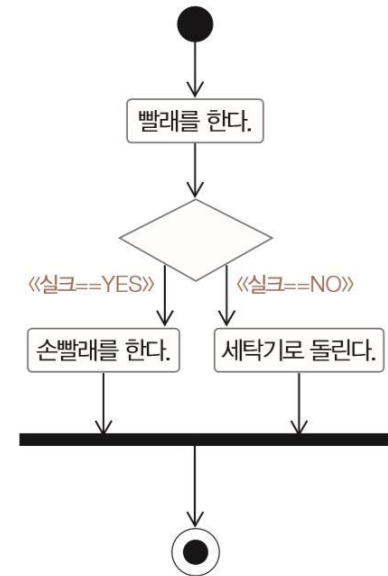 빨래를 한다.
《실크==YES》 《실크==NO》
손빨래를 한다. 세탁기로 돌린다.